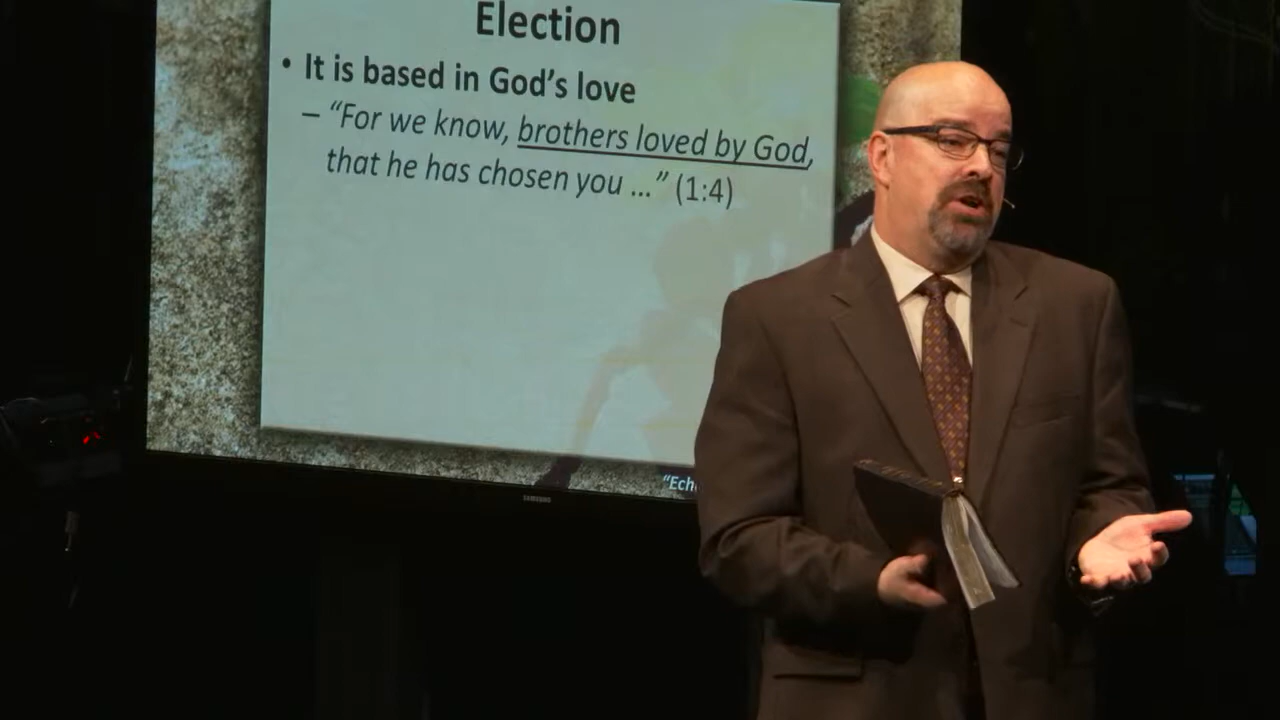 Election
• It is based in God's love
– “For we know, brothers loved by God,
that he has chosen you ...” (1:4)
“Ech
SAMSUNG